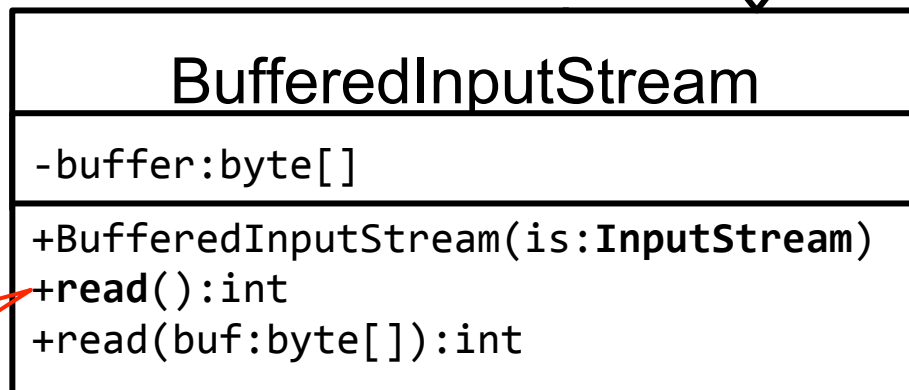 BufferedInputStream
-buffer:byte[]
+BufferedInputStream(is:InputStream)
+read():int
+read(buf:byte[]):int